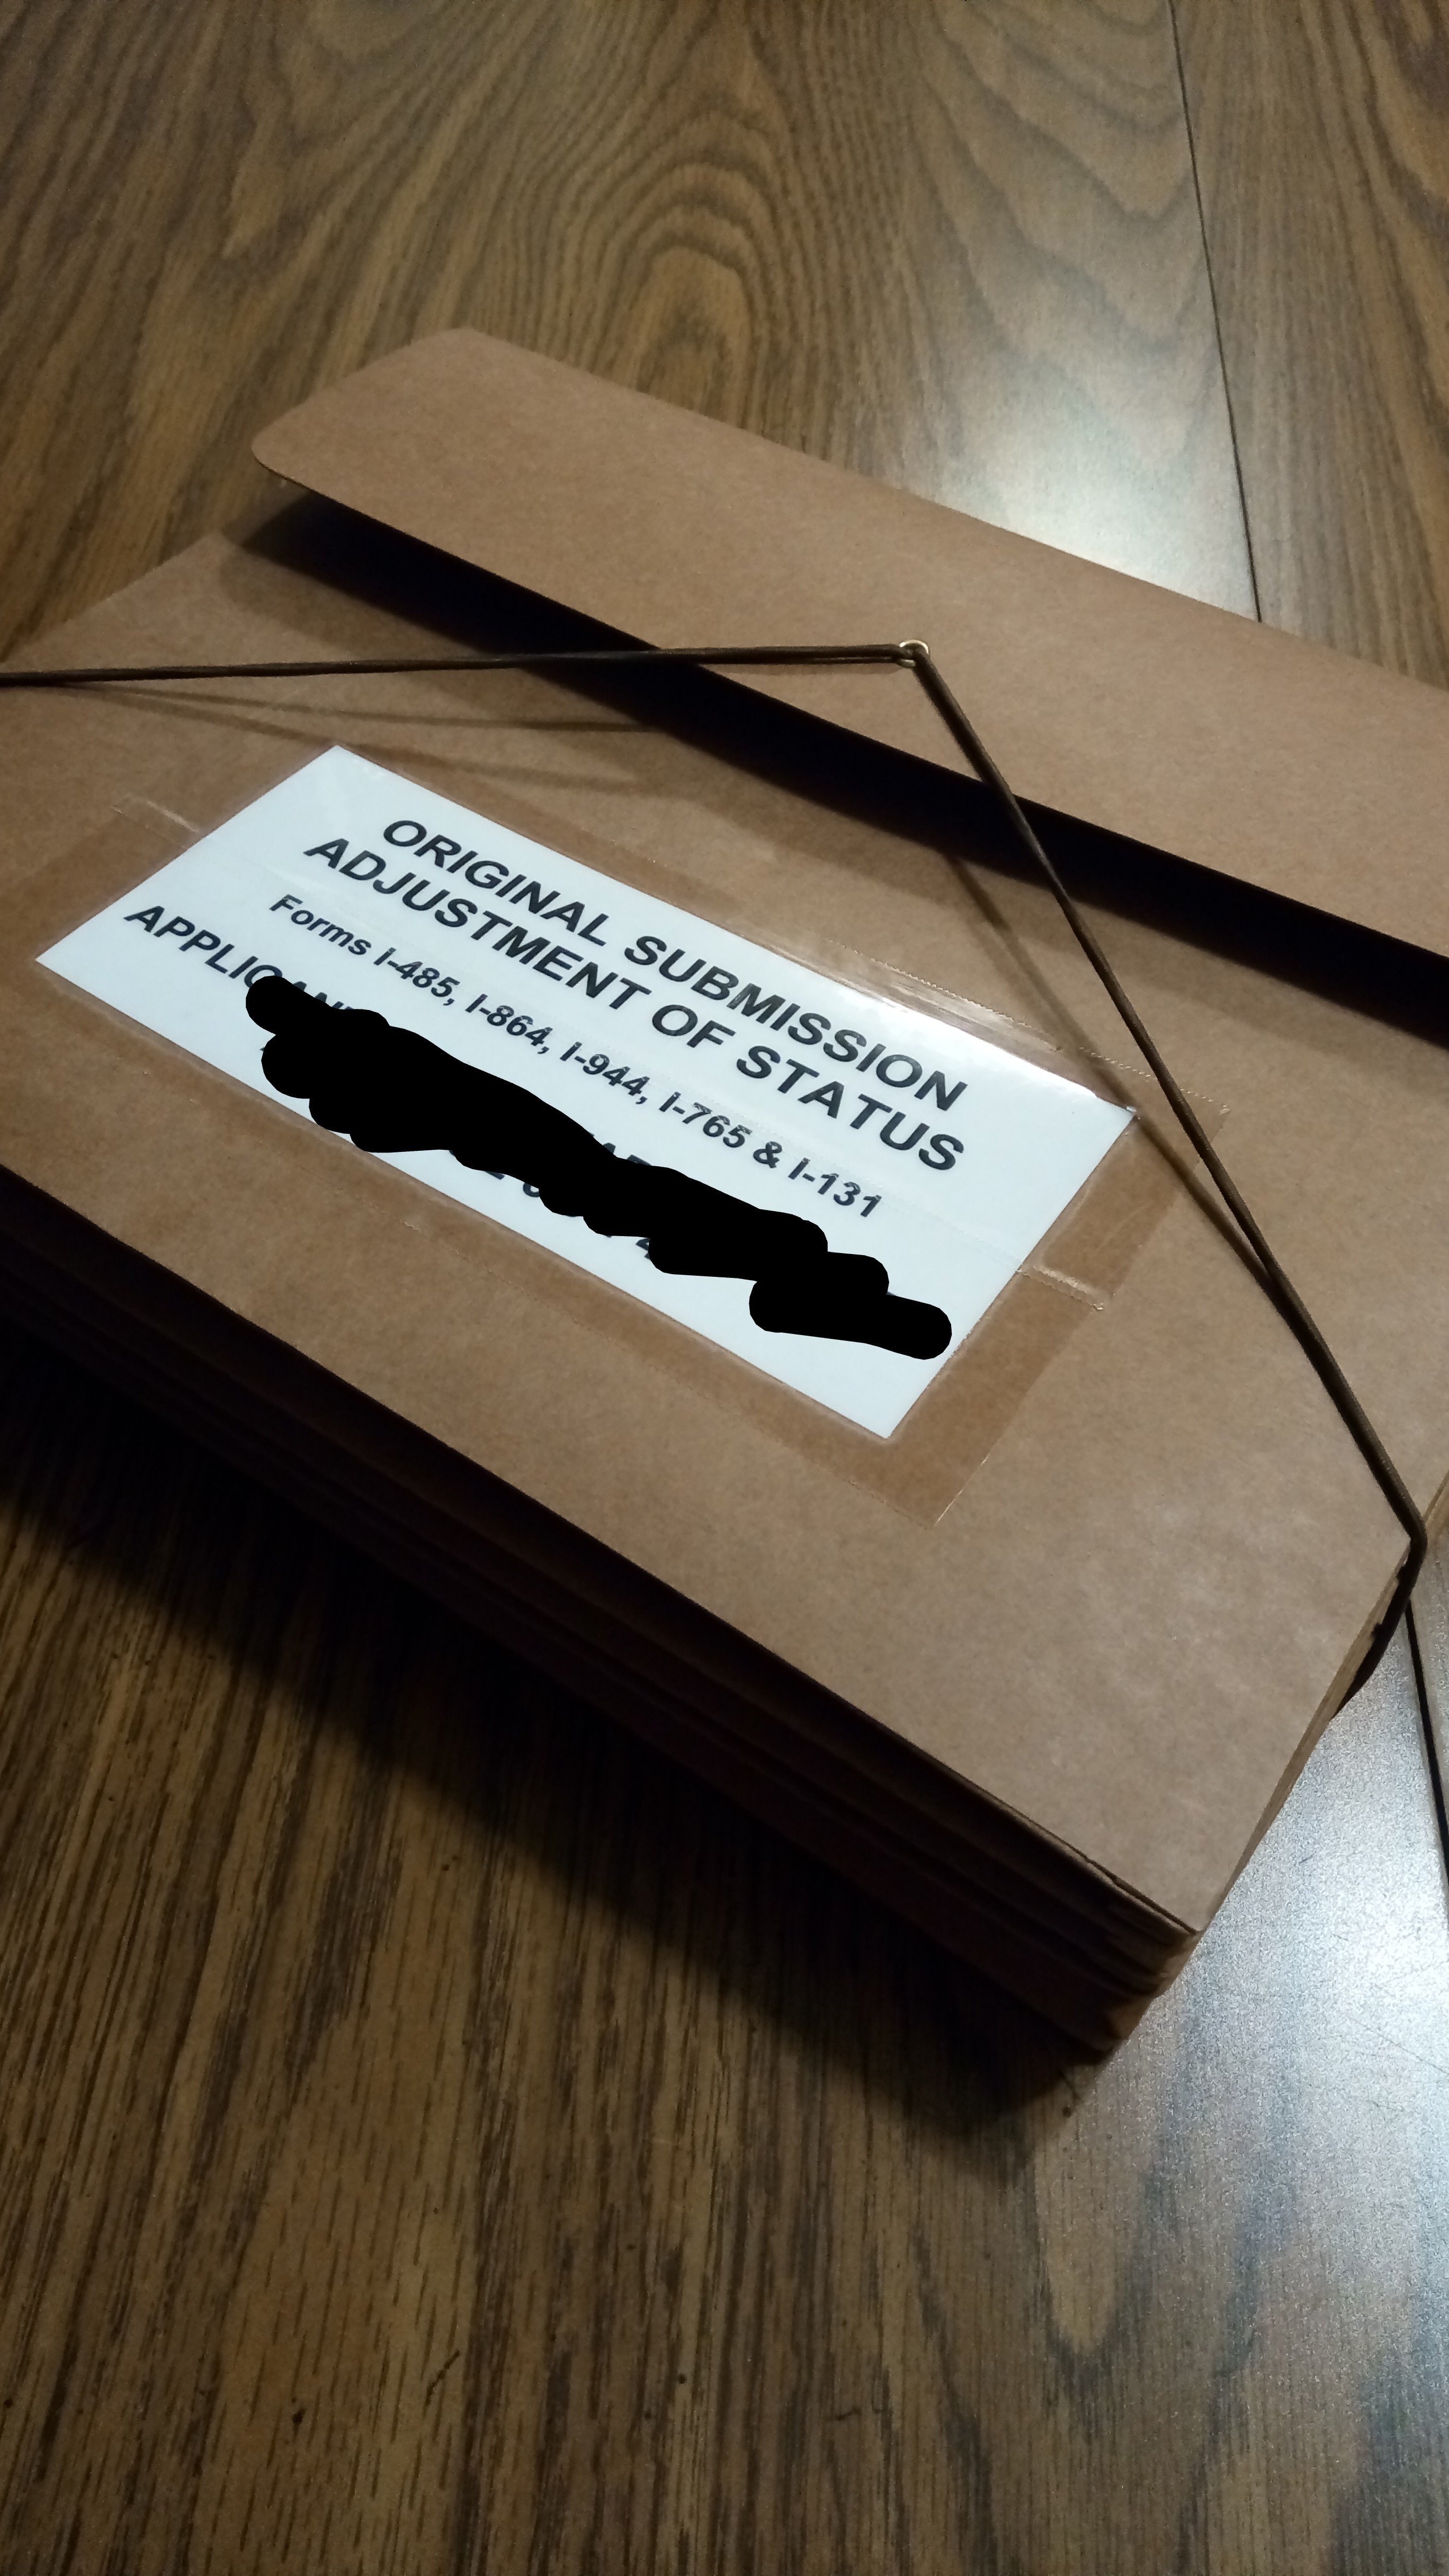 ORIGINAL SUBMISSION
ADJUSTMENT OF STATUS
Forms I-485, I-864, I-944, I-765 & I-131